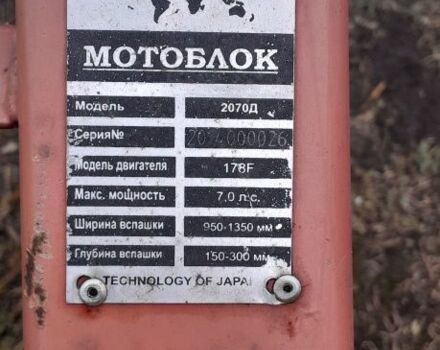 МОТОБЛОК
Модель 2070Д
Серия№
Модель двигателя 178F
Макс. мощность 7,0 л.с.
Ширина вспашки 950-1350 мм
Глубина вспашки 150-300 мм
TECHNOLOGY OF JAPAN